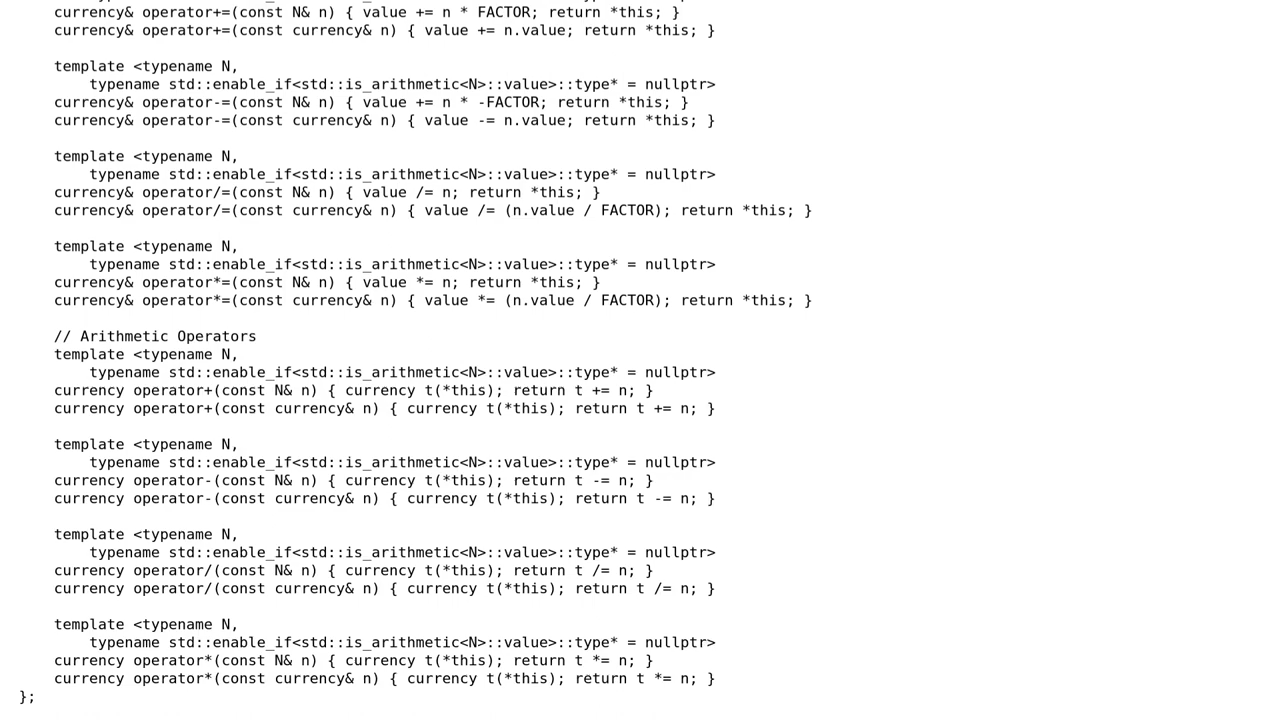 currency& operator+=(const N& n) { value += n * FACTOR; return *this; }
currency& operator+=(const currency& n) { value += n.value; return *this; }
template <typename N,
typename std::enable_if<std::is_arithmetic<N>::value>::type* = nullptr>
currency& operator-=(const N& n) { value += n * -FACTOR; return *this; }
currency& operator-=(const currency& n) { value -= n.value; return *this; }
template <typename N,
typename std::enable_if<std::is_arithmetic<N>::value>::type* = nullptr>
currency& operator/=(const N& n) { value /= n; return *this; }
currency& operator/=(const currency& n) { value /= (n.value / FACTOR); return *this; }
template <typename N,
typename std::enable_if<std::is_arithmetic<N>::value>::type* = nullptr>
currency& operator*=(const N& n) { value *= n; return *this; }
currency& operator*=(const currency& n) { value *= (n.value / FACTOR); return *this; }
// Arithmetic Operators
template <typename N,
typename std::enable_if<std::is_arithmetic<N>::value>::type* = nullptr>
currency operator+(const N& n) { currency t(*this); return t += n; }
currency operator+(const currency& n) { currency t(*this); return t += n; }
template <typename N,
typename std::enable_if<std::is_arithmetic<N>::value>::type* = nullptr>
currency operator-(const N& n) { currency t(*this); return t -= n; }
currency operator-(const currency& n) { currency t(*this); return t -= n; }
template <typename N,
typename std::enable_if<std::is_arithmetic<N>::value>::type* = nullptr>
currency operator/(const N& n) { currency t(*this); return t /= n; }
currency operator/(const currency& n) { currency t(*this); return t /= n; }
template <typename N,
typename std::enable_if<std::is_arithmetic<N>::value>::type* = nullptr>
currency operator*(const N& n) { currency t(*this); return t *= n; }
currency operator*(const currency& n) { currency t(*this); return t *= n; }
};